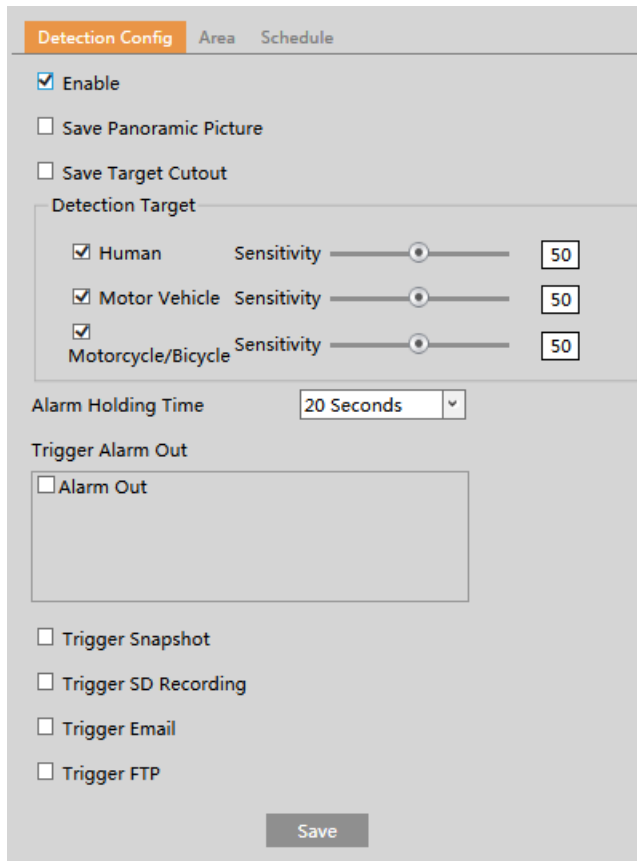 Detection Config Area Schedule
Enable
Save Panoramic Picture
Save Target Cutout
Detection Target
Human Sensitivity 50
Motor Vehicle Sensitivity 50
Motorcycle/Bicycle Sensitivity 50
Alarm Holding Time 20 Seconds
Trigger Alarm Out
Alarm Out
Trigger Snapshot
Trigger SD Recording
Trigger Email
Trigger FTP
Save